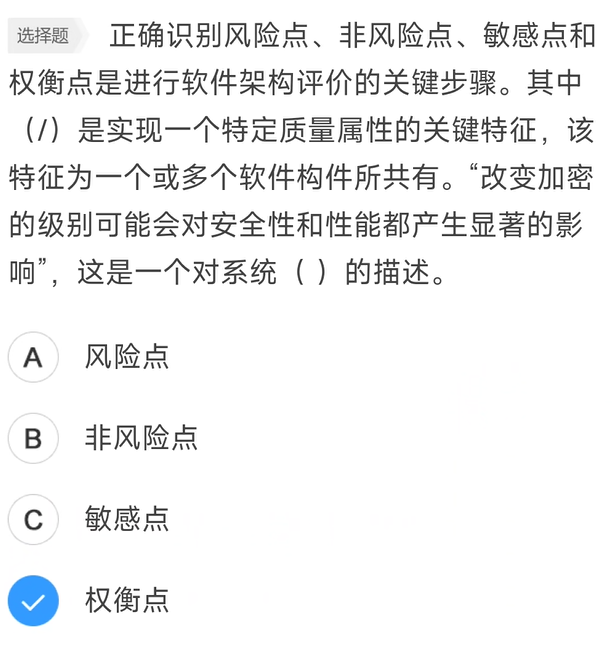 选择题 正确识别风险点、非风险点、敏感点和
权衡点是进行软件架构评价的关键步骤。其中
（/）是实现一个特定质量属性的关键特征，该
特征为一个或多个软件构件所共有。“改变加密
的级别可能会对安全性和性能都产生显著的影
响”，这是一个对系统（ ）的描述。
A 风险点
B 非风险点
C 敏感点
权衡点